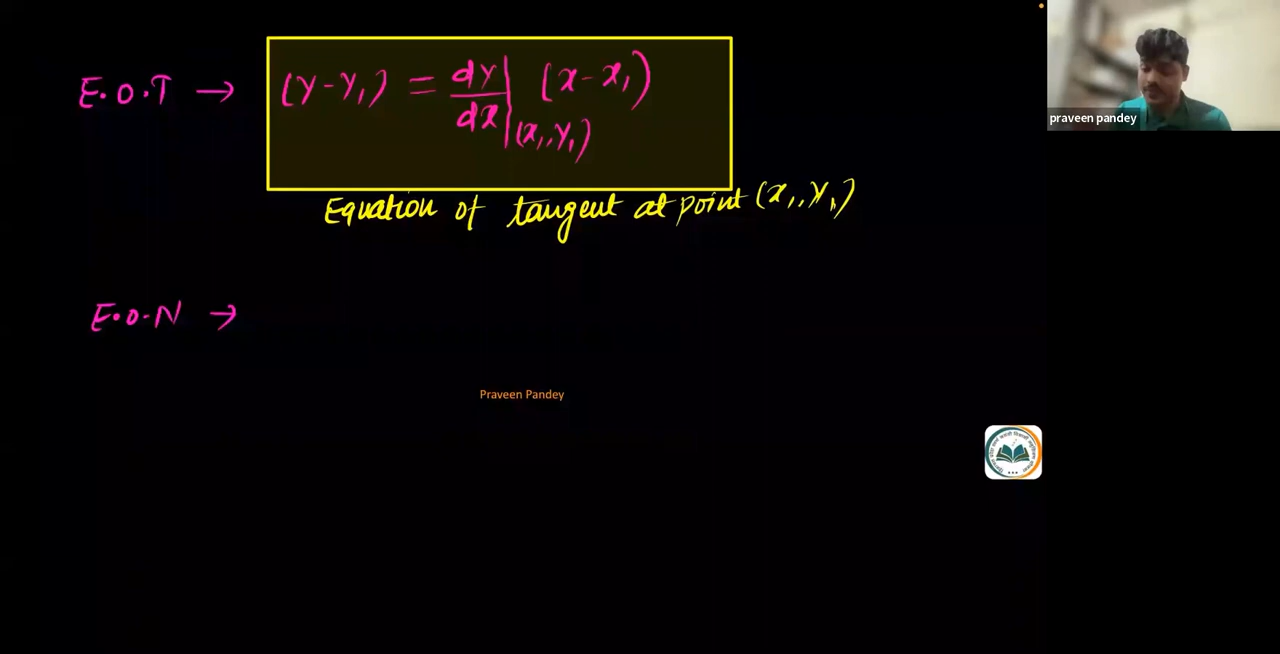 E.O.T → (y-y₁) = dy/dx|(x₁,y₁) (x-x₁)
Equation of tangent at point (x₁,y₁)
E.O.N →
Praveen Pandey
praveen pandey